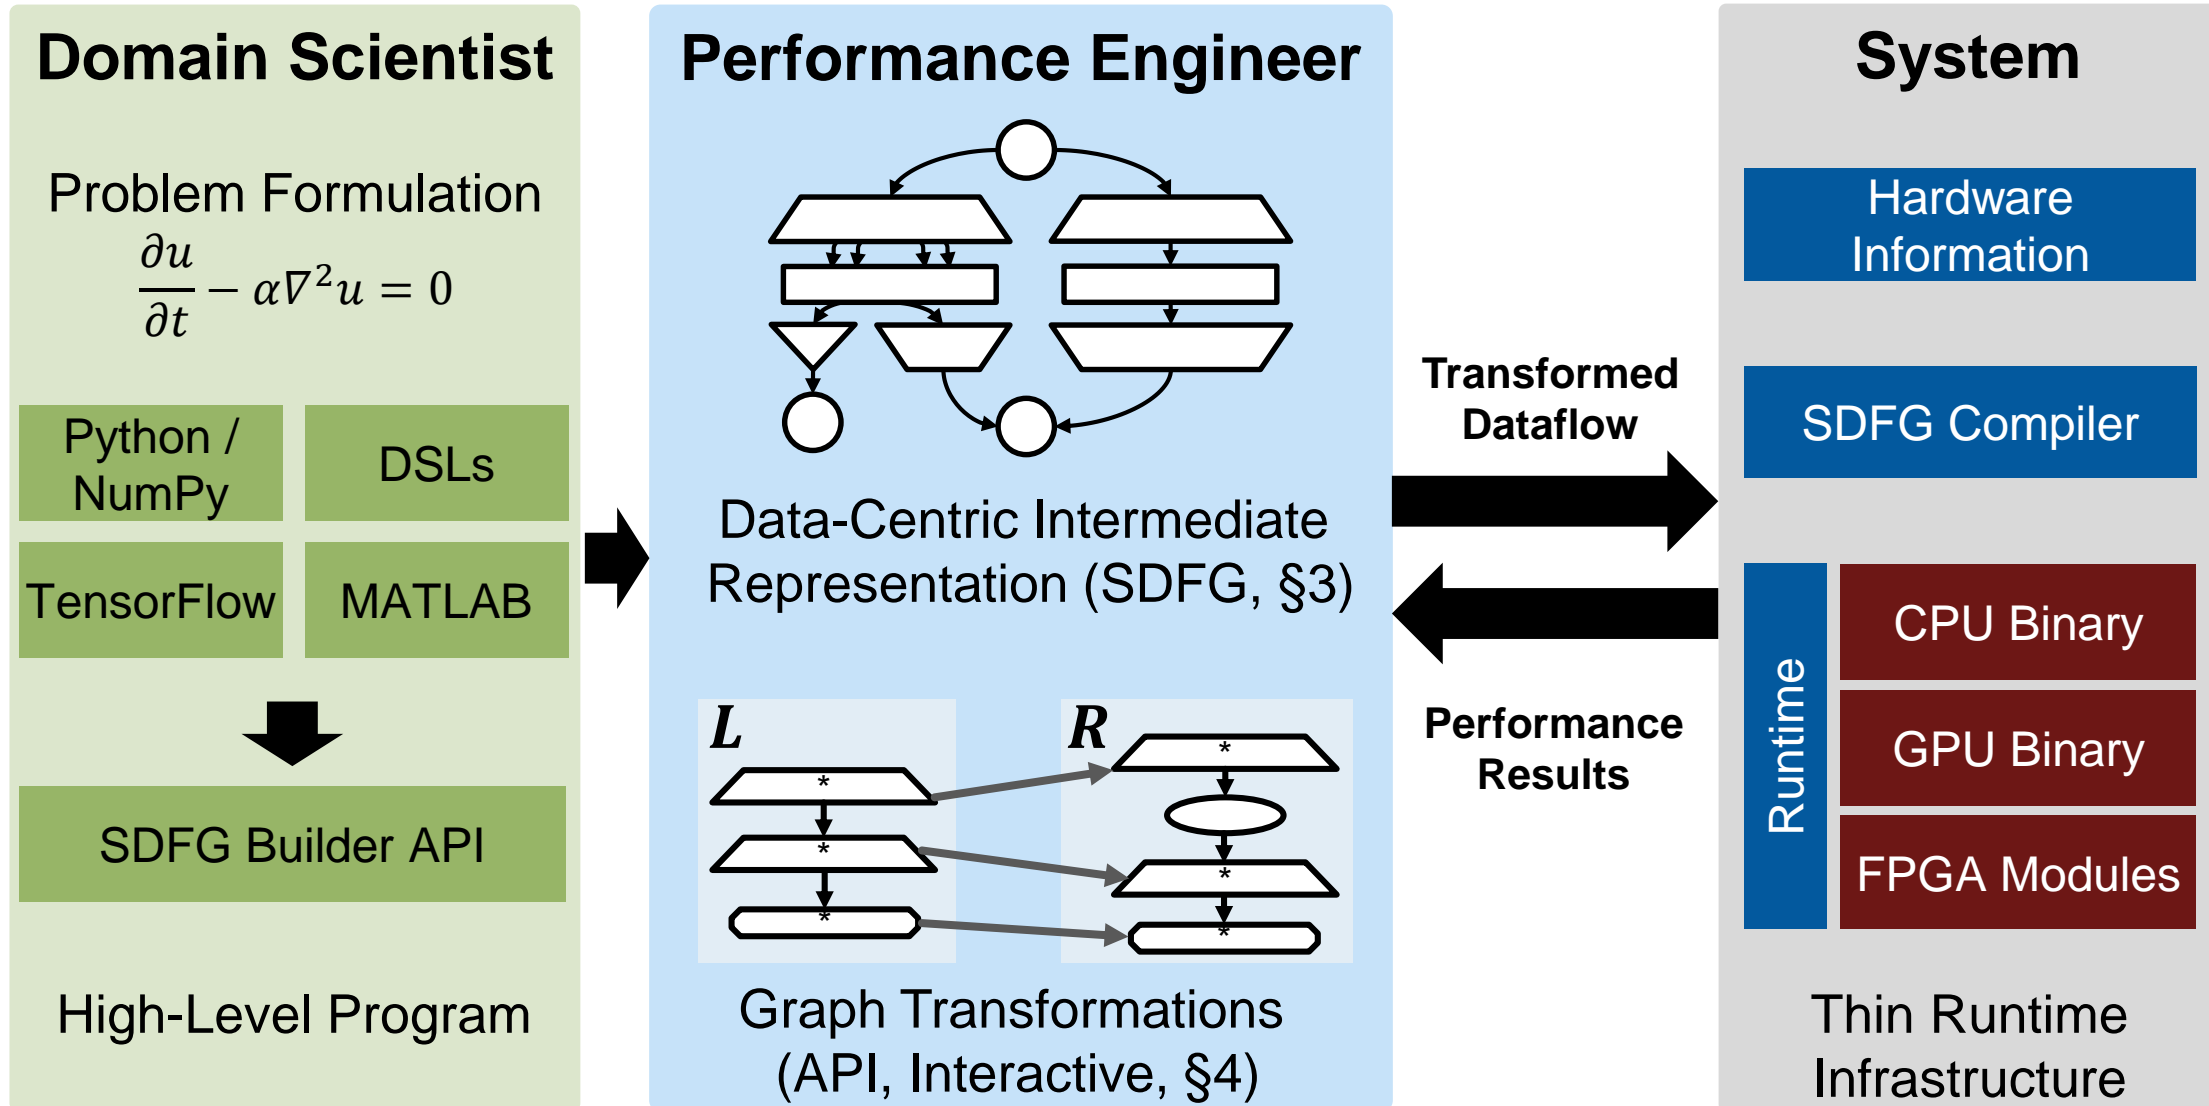 Domain Scientist
Problem Formulation
∂u/∂t − α∇²u = 0
Python /
NumPy
DSLs
TensorFlow
MATLAB
SDFG Builder API
High-Level Program
Performance Engineer
Data-Centric Intermediate
Representation (SDFG, §3)
L
*
*
*
R
*
*
*
Graph Transformations
(API, Interactive, §4)
Transformed
Dataflow
Performance
Results
System
Hardware
Information
SDFG Compiler
Runtime
CPU Binary
GPU Binary
FPGA Modules
Thin Runtime
Infrastructure